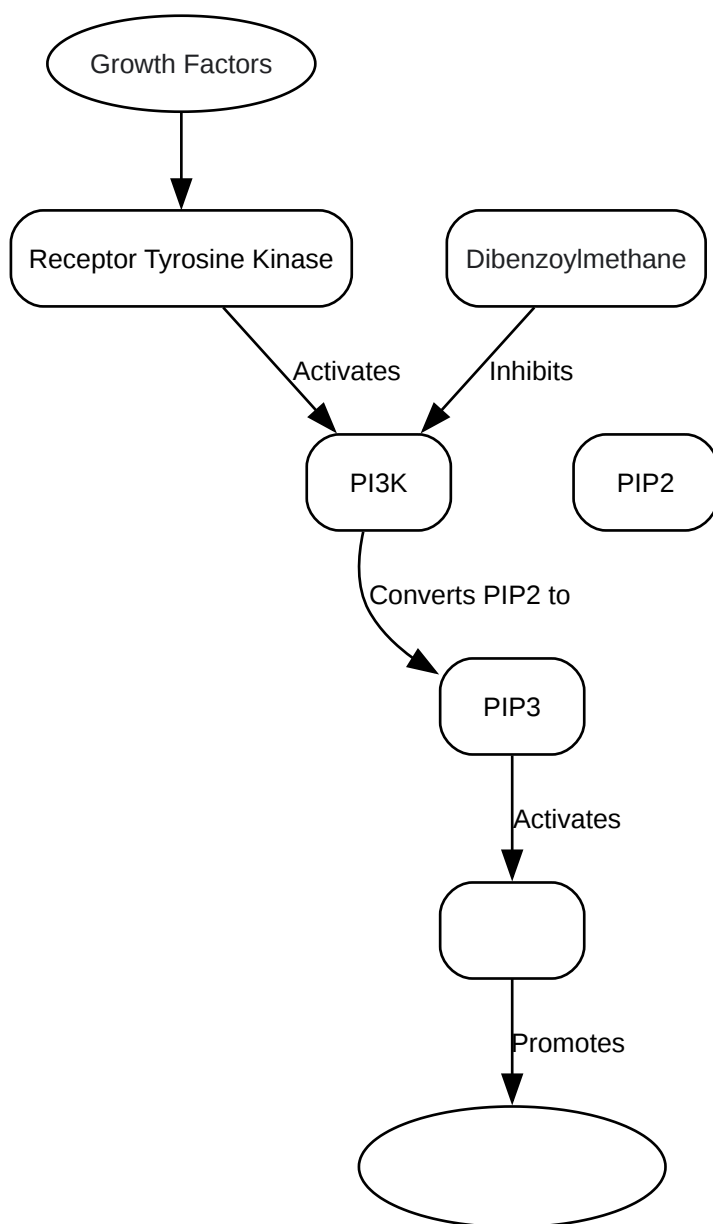 Growth Factors
Receptor Tyrosine Kinase
Dibenzoylmethane
Activates
Inhibits
PI3K
PIP2
Converts PIP2 to
PIP3
Activates
Promotes